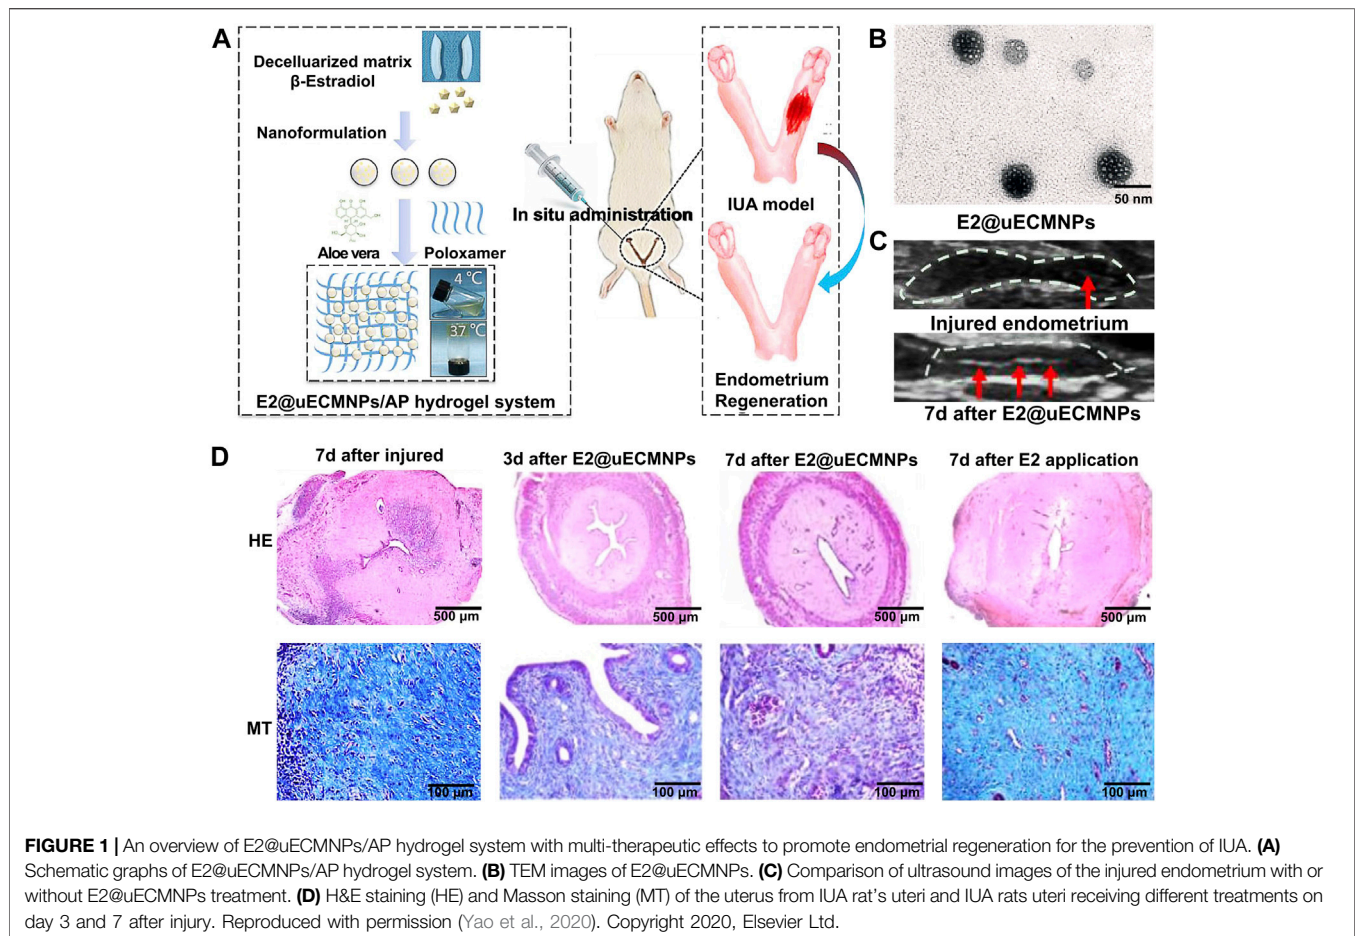 A
Decelluarized matrix
β-Estradiol
Nanoformulation
Aloe vera
Poloxamer
4 °C
37 °C
E2@uECMNPs/AP hydrogel system
In situ administration
IUA model
Endometrium
Regeneration
B
50 nm
E2@uECMNPs
C
Injured endometrium
7d after E2@uECMNPs
D
7d after injured
3d after E2@uECMNPs
7d after E2@uECMNPs
7d after E2 application
HE
500 μm
500 μm
500 μm
500 μm
MT
100 μm
100 μm
100 μm
100 μm
FIGURE 1 | An overview of E2@uECMNPs/AP hydrogel system with multi-therapeutic effects to promote endometrial regeneration for the prevention of IUA. (A)
Schematic graphs of E2@uECMNPs/AP hydrogel system. (B) TEM images of E2@uECMNPs. (C) Comparison of ultrasound images of the injured endometrium with or
without E2@uECMNPs treatment. (D) H&E staining (HE) and Masson staining (MT) of the uterus from IUA rat's uteri and IUA rats uteri receiving different treatments on
day 3 and 7 after injury. Reproduced with permission (Yao et al., 2020). Copyright 2020, Elsevier Ltd.